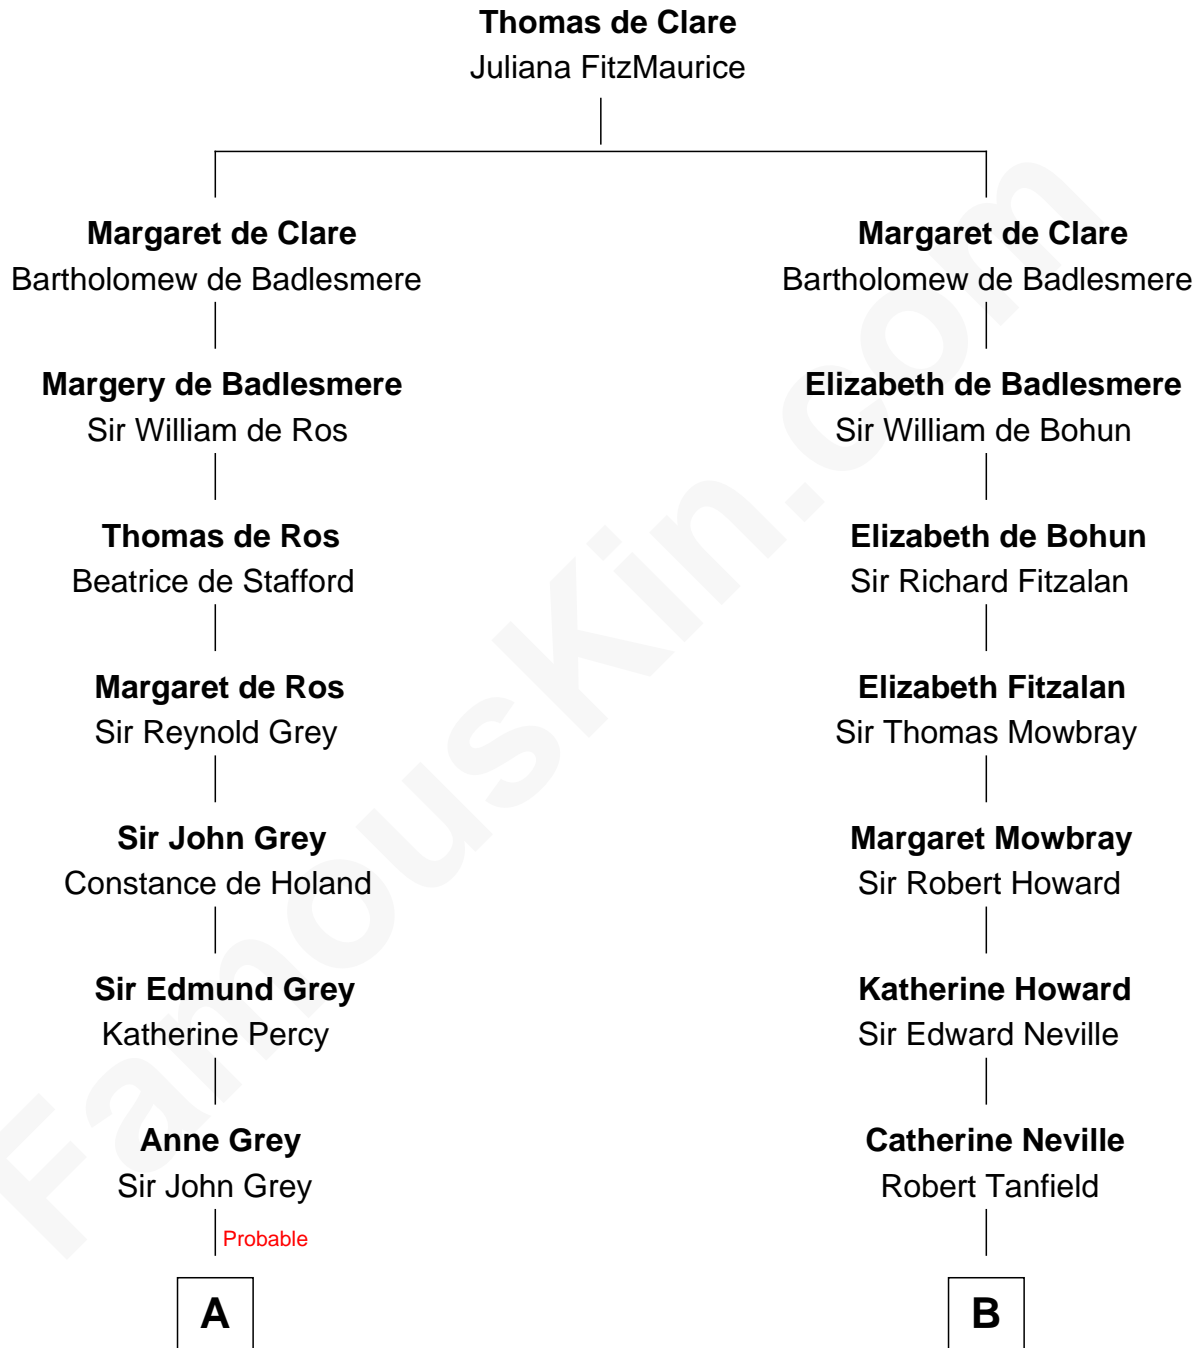 Thomas de Clare
Juliana FitzMaurice
Margaret de Clare
Bartholomew de Badlesmere
Margery de Badlesmere
Sir William de Ros
Thomas de Ros
Beatrice de Stafford
Margaret de Ros
Sir Reynold Grey
Sir John Grey
Constance de Holand
Sir Edmund Grey
Katherine Percy
Anne Grey
Sir John Grey
Probable
A
Margaret de Clare
Bartholomew de Badlesmere
Elizabeth de Badlesmere
Sir William de Bohun
Elizabeth de Bohun
Sir Richard Fitzalan
Elizabeth Fitzalan
Sir Thomas Mowbray
Margaret Mowbray
Sir Robert Howard
Katherine Howard
Sir Edward Neville
Catherine Neville
Robert Tanfield
B
FamousKin.com